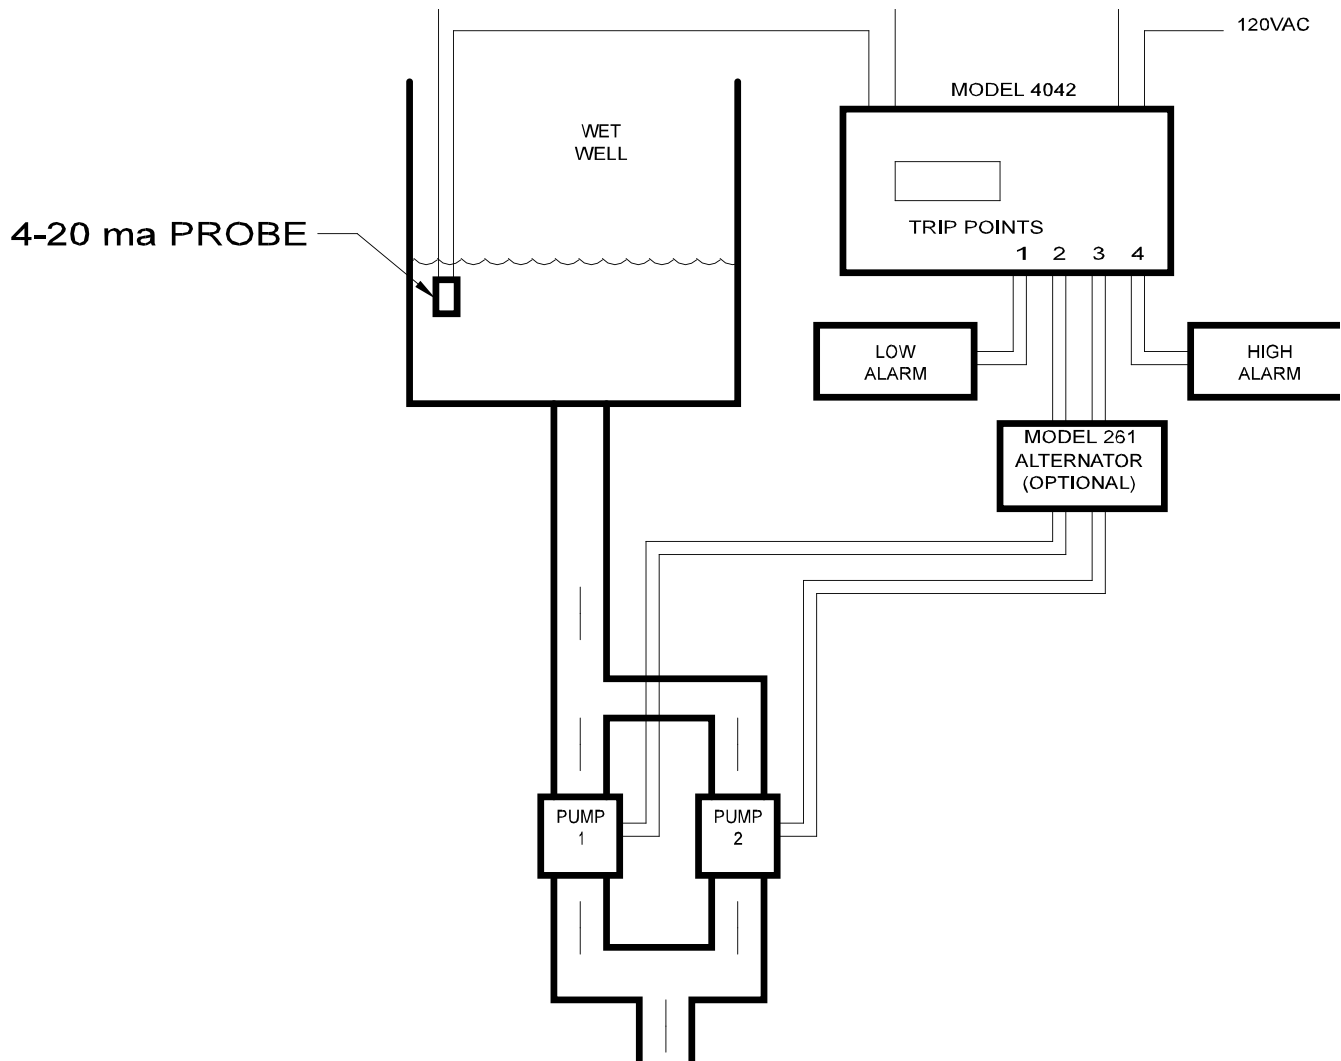 120VAC
MODEL 4042
WET
WELL
4-20 ma PROBE
TRIP POINTS
1 2 3 4
LOW
ALARM
HIGH
ALARM
MODEL 261
ALTERNATOR
(OPTIONAL)
PUMP
1
PUMP
2